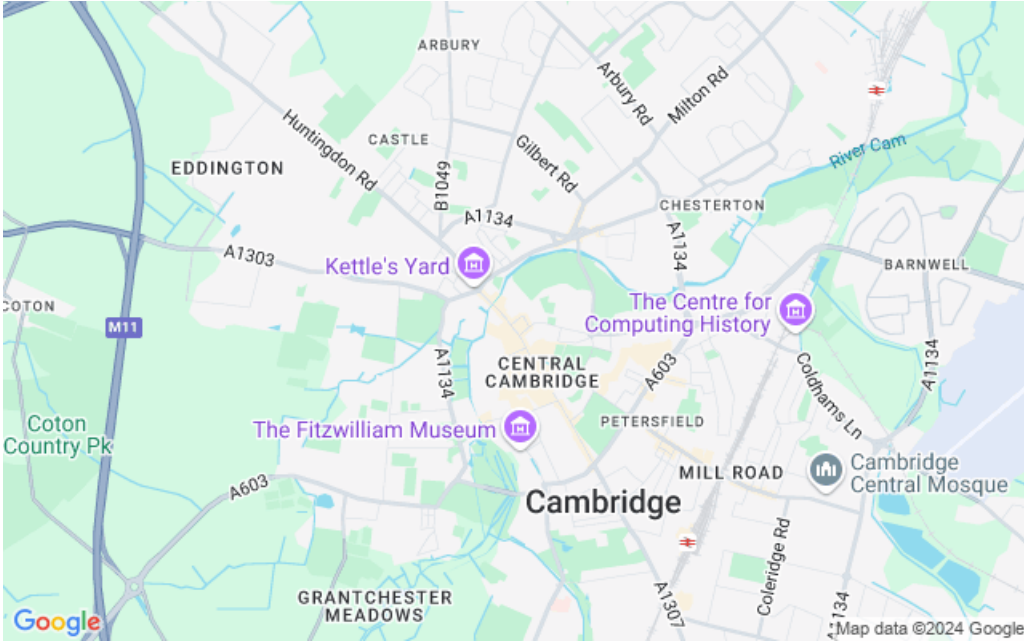 ARBURY
Arbury Rd
Milton Rd
Huntingdon Rd
CASTLE
Gilbert Rd
River Cam
EDDINGTON
B1049
CHESTERTON
A1134
A1134
A1303
Kettle's Yard
BARNWELL
COTON
The Centre for
Computing History
M11
A1134
CENTRAL
CAMBRIDGE
A603
A1134
Coldhams Ln
Coton
Country Pk
The Fitzwilliam Museum
PETERSFIELD
MILL ROAD
Cambridge
Central Mosque
A603
Cambridge
Coleridge Rd
GRANTCHESTER
MEADOWS
A1307
A1134
Google
Map data ©2024 Google